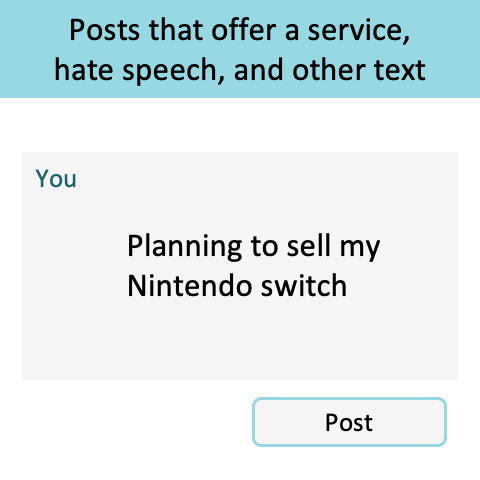 Posts that offer a service,
hate speech, and other text
You
Planning to sell my
Nintendo switch
Post